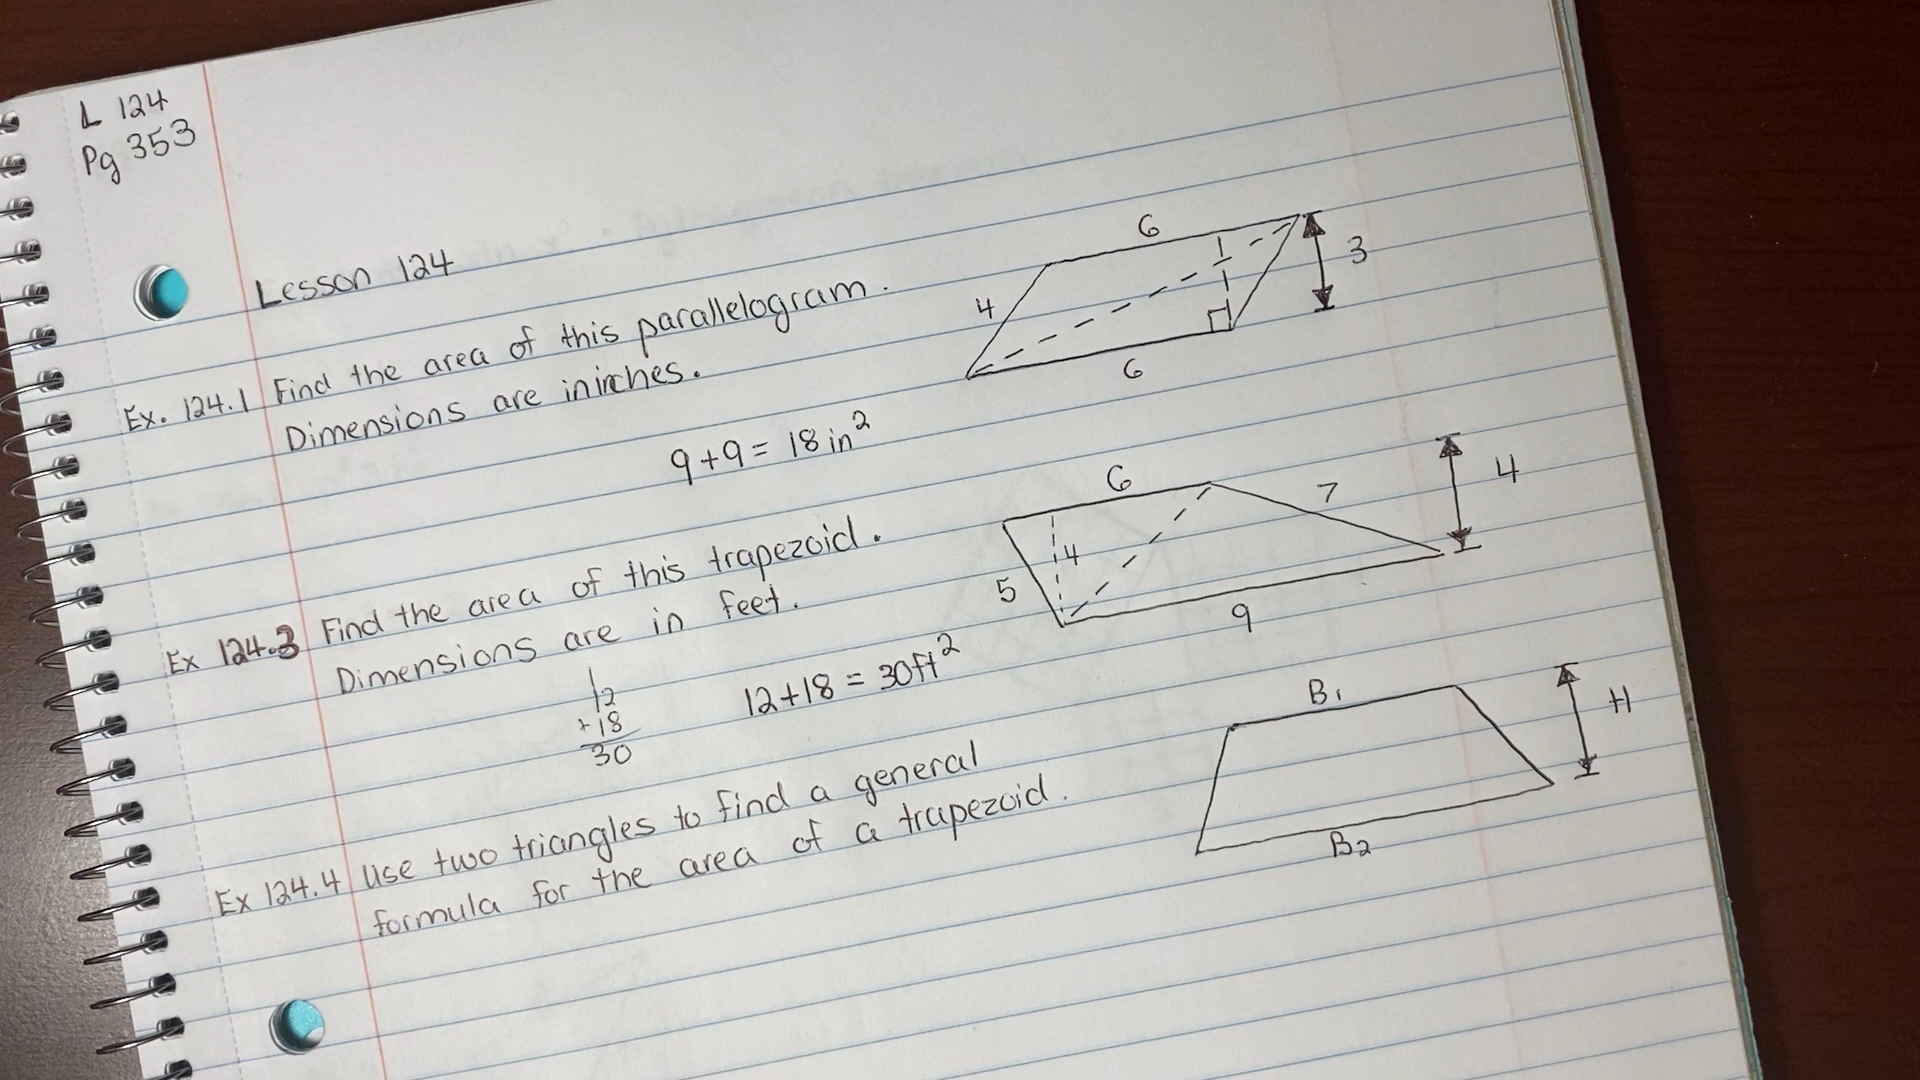 L 124
Pg 353
Lesson 124
Ex. 124.1 Find the area of this parallelogram.
Dimensions are in inches.
6
4
3
6
9+9 = 18 in²
Ex 124.3 Find the area of this trapezoid.
Dimensions are in feet.
6
7
4
5
4
9
12
+18
30
12+18 = 30ft²
Ex 124.4 Use two triangles to find a general
formula for the area of a trapezoid.
B₁
H
B₂